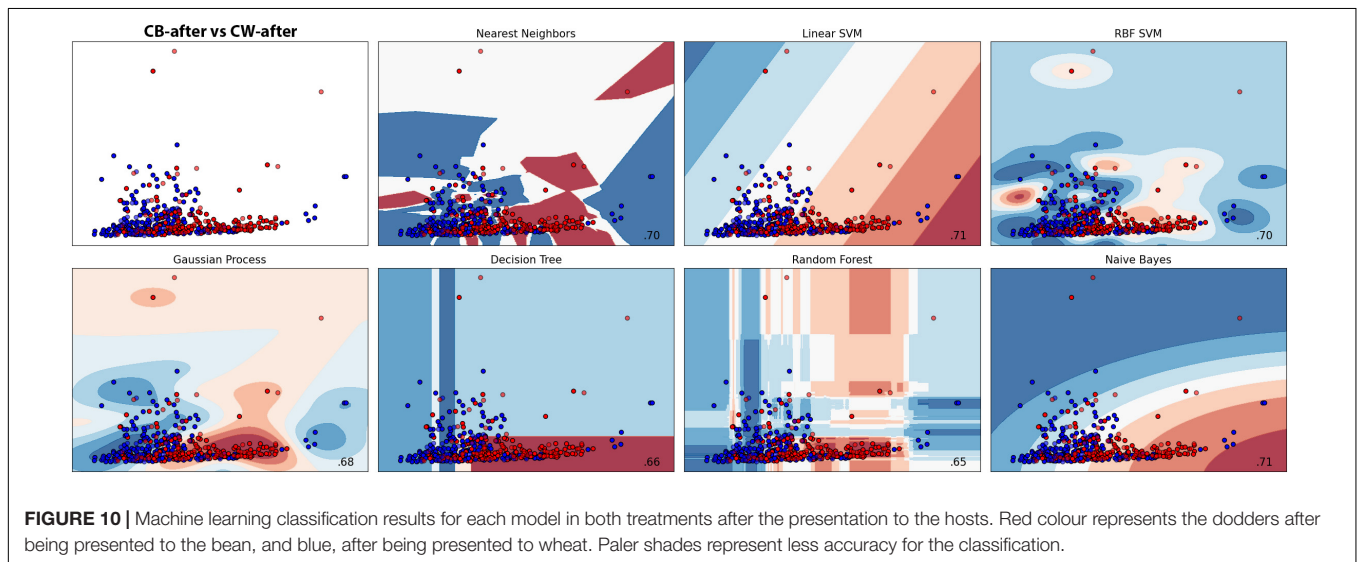 CB-after vs CW-after
Nearest Neighbors
Linear SVM
RBF SVM
.70
.71
.70
Gaussian Process
Decision Tree
Random Forest
Naive Bayes
.68
.66
.65
.71
FIGURE 10 | Machine learning classification results for each model in both treatments after the presentation to the hosts. Red colour represents the dodders after
being presented to the bean, and blue, after being presented to wheat. Paler shades represent less accuracy for the classification.